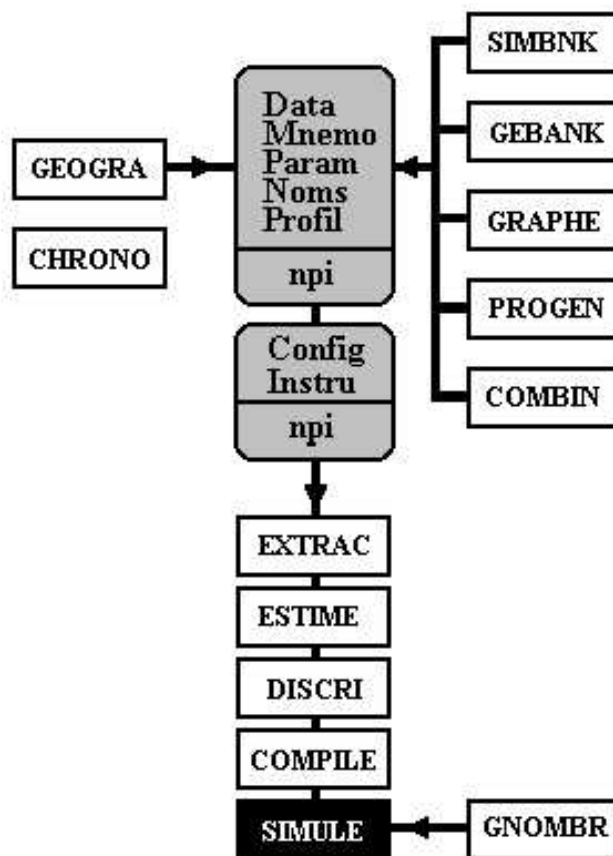 SIMBNK
GEBANK
GRAPHE
PROGEN
COMBIN
GEOGRA
CHRONO
Data
Mnemo
Param
Noms
Profil
npi
Config
Instru
npi
EXTRAC
ESTIME
DISCRI
COMPILE
SIMULE
GNOMBR